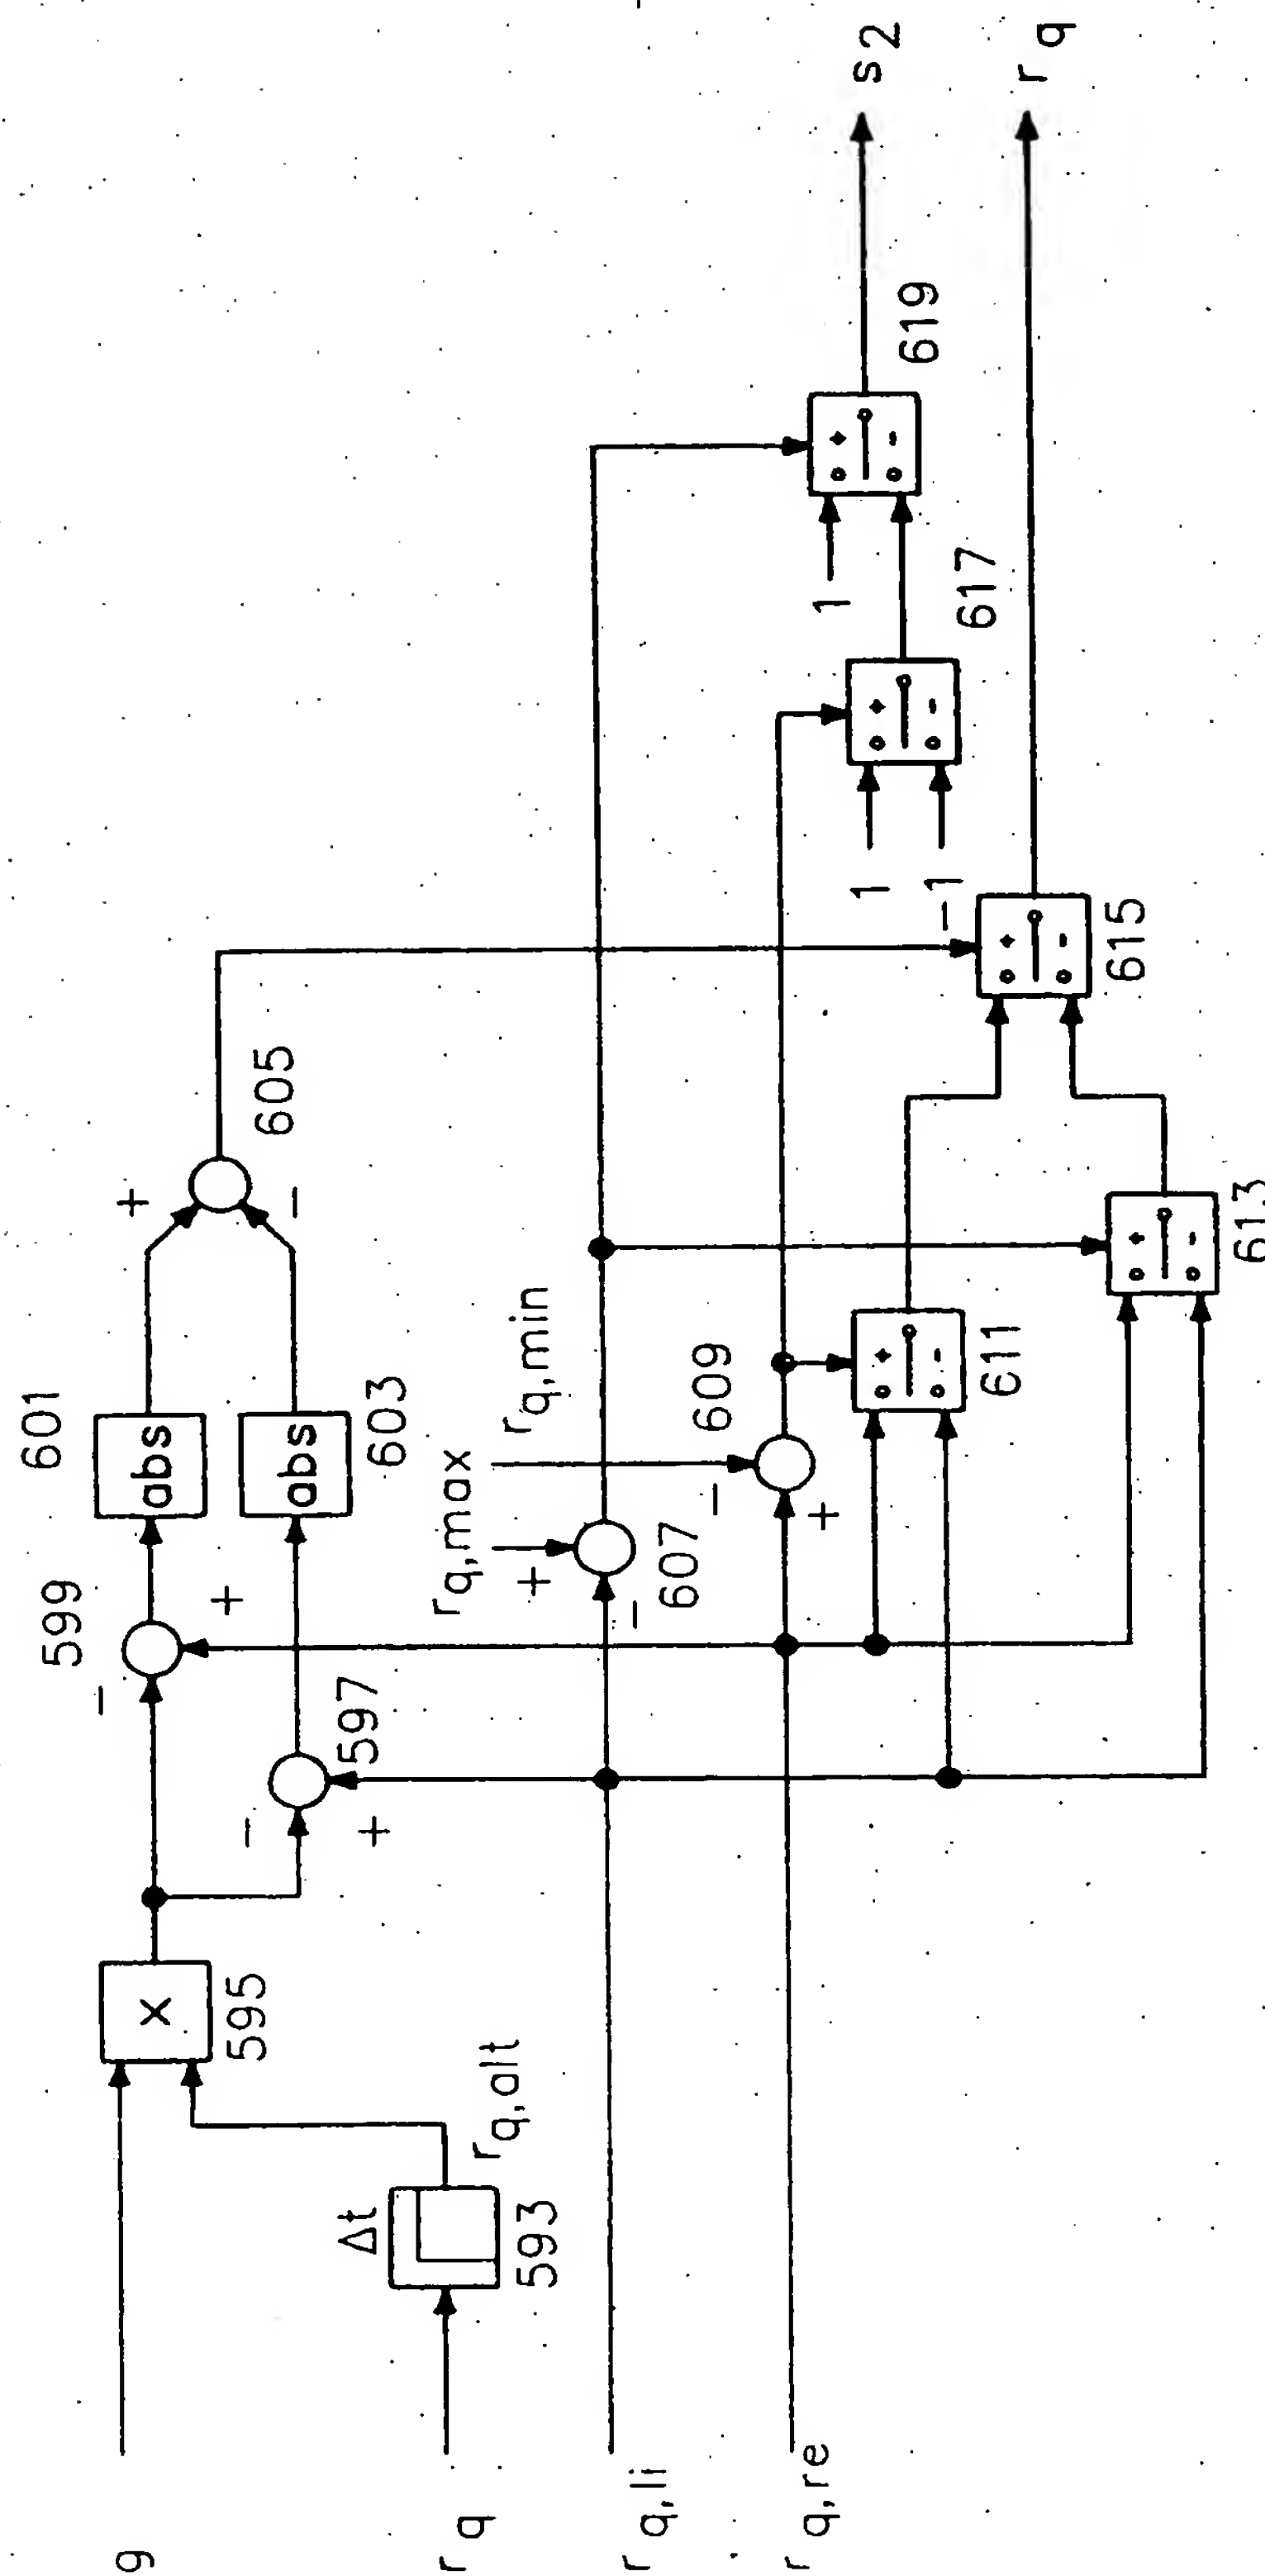 g
r q
r q,li
r q,re
Δt
593
r q,alt
x
595
599
−
+
597
−
+
601
abs
abs
603
+
−
605
r q,max
+
−
607
r q,min
609
−
+
611
+
-
613
+
-
615
+
-
1
-1
617
+
-
1
619
+
-
s2
r q